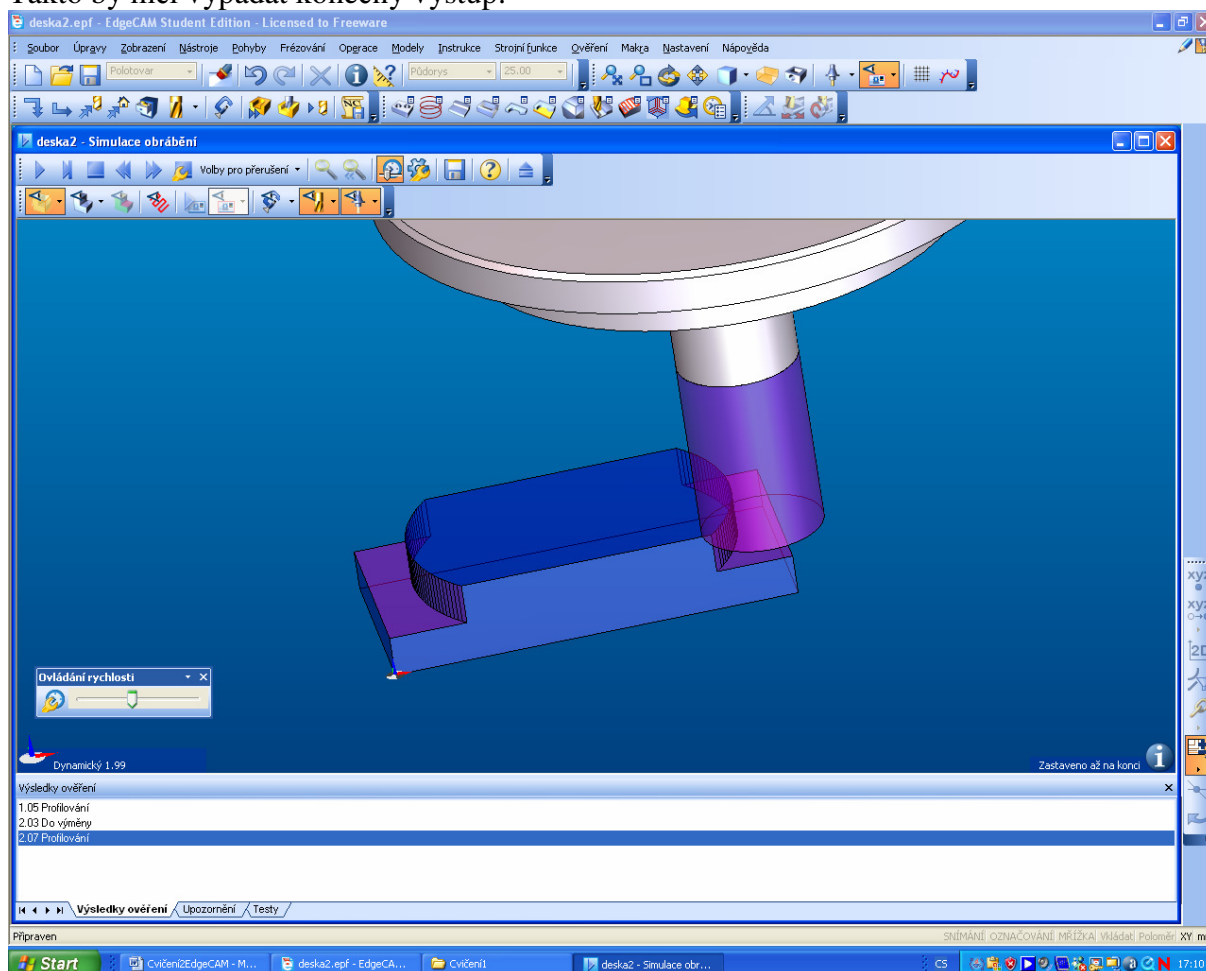 Takto by měl vypadat konečný výstup:
deska2.epf - EdgeCAM Student Edition - Licensed to Freeware
Soubor Úpravy Zobrazení Nástroje Pohyby Frézování Operace Modely Instrukce Strojní funkce Ověření Makra Nastavení Nápověda
Polotovar Půdorys 25.00
deska2 - Simulace obrábění
Volby pro přerušení
Ovládání rychlosti
Dynamický 1.99
Zastaveno až na konci
Výsledky ověření
1.05 Profilování
2.03 Do výměny
2.07 Profilování
Výsledky ověření Upozornění Testy
Připraven
SNÍMÁNÍ OZNAČOVÁNÍ MŘÍŽKA Vkládat Poloměr XY m
Start Cvičení2EdgeCAM - M... deska2.epf - EdgeCA... Cvičení1 deska2 - Simulace obr... CS 17:10